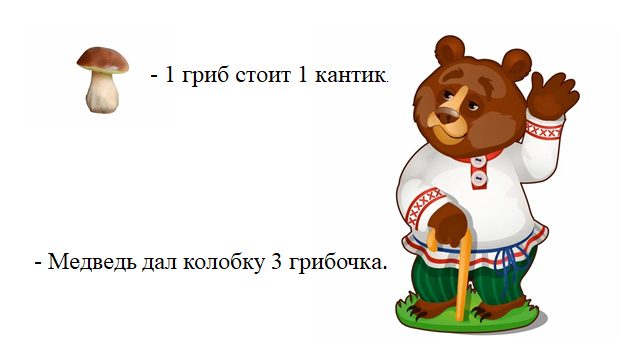 - 1 гриб стоит 1 кантик.
- Медведь дал колобку 3 грибочка.